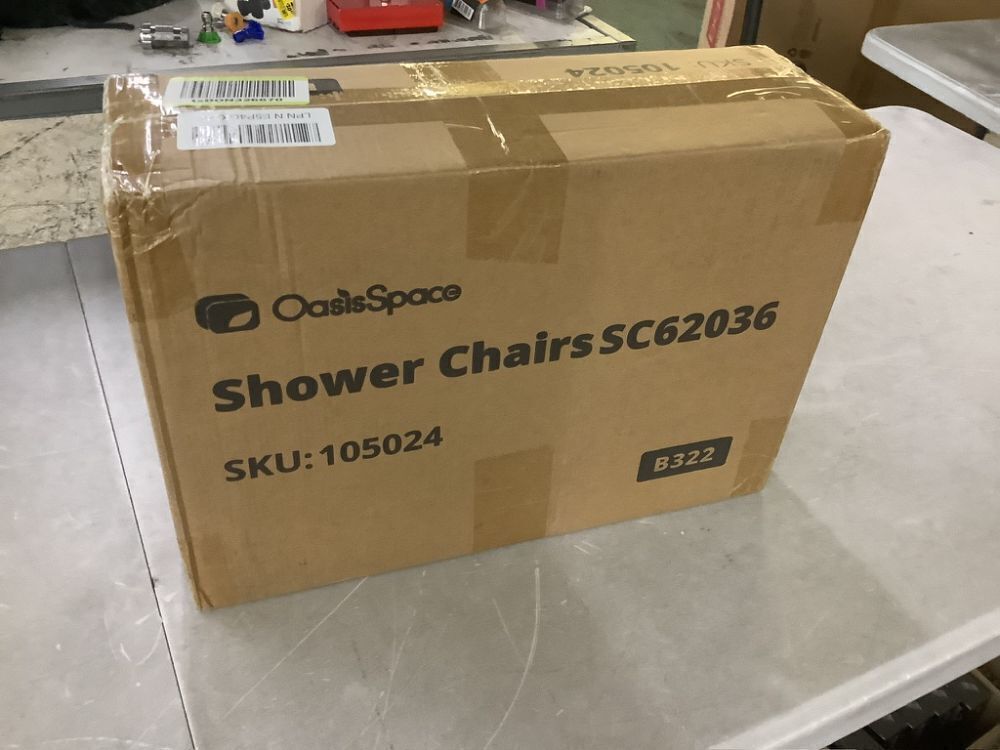 SKU: 105024
OasisSpace
Shower Chairs SC62036
SKU: 105024
B322